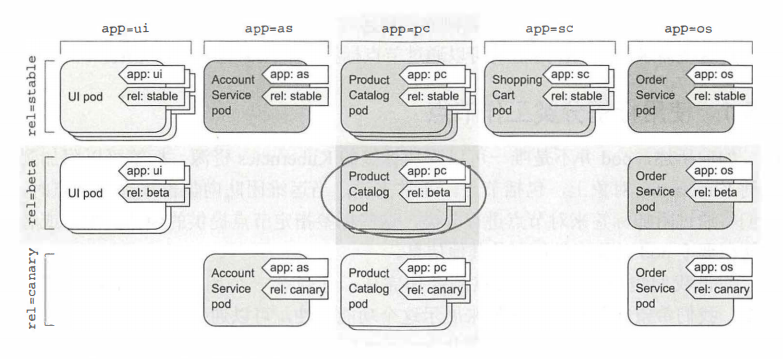 app=ui
app=as
app=pc
app=sc
app=os
rel=stable
UI pod
app: ui
rel: stable
Account
Service
pod
app: as
rel: stable
Product
Catalog
pod
app: pc
rel: stable
Shopping
Cart
pod
app: sc
rel: stable
Order
Service
pod
app: os
rel: stable
rel=beta
UI pod
app: ui
rel: beta
Product
Catalog
pod
app: pc
rel: beta
Order
Service
pod
app: os
rel: beta
rel=canary
Account
Service
pod
app: as
rel: canary
Product
Catalog
pod
app: pc
rel: canary
Order
Service
pod
app: os
rel: canary